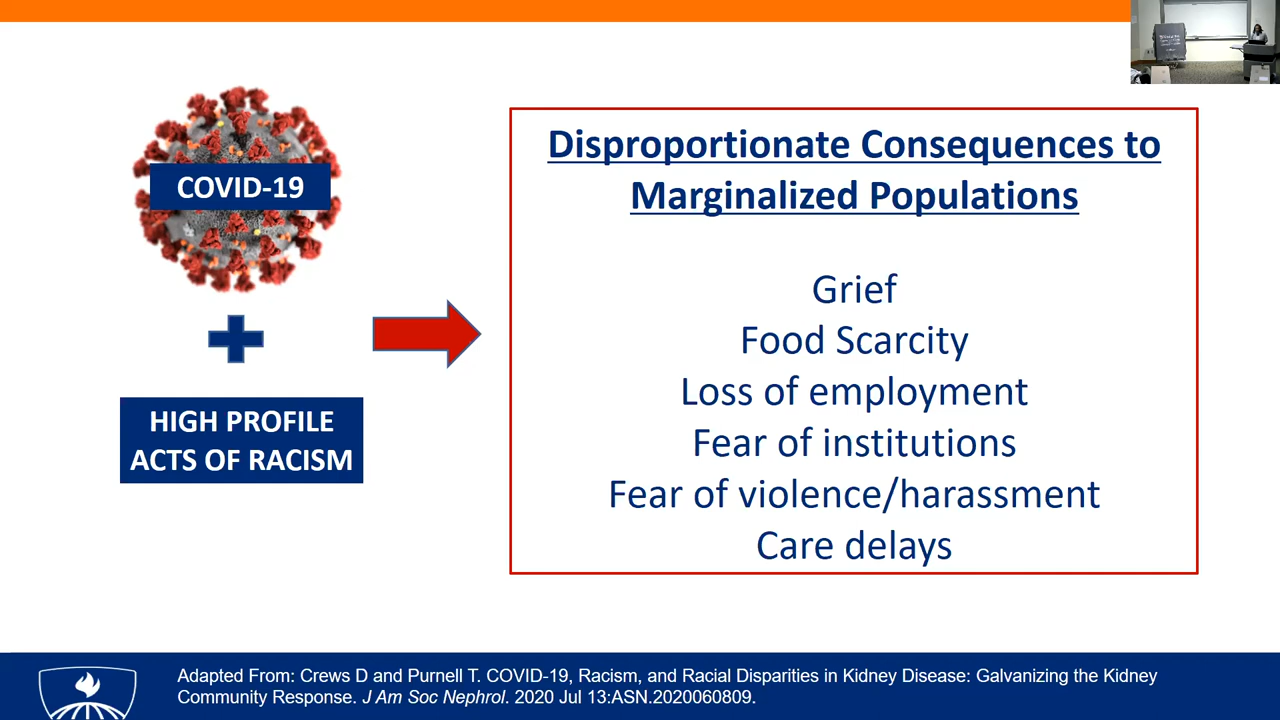 COVID-19
HIGH PROFILE
ACTS OF RACISM
Disproportionate Consequences to
Marginalized Populations
Grief
Food Scarcity
Loss of employment
Fear of institutions
Fear of violence/harassment
Care delays
Adapted From: Crews D and Purnell T. COVID-19, Racism, and Racial Disparities in Kidney Disease: Galvanizing the Kidney
Community Response. J Am Soc Nephrol. 2020 Jul 13:ASN.2020060809.